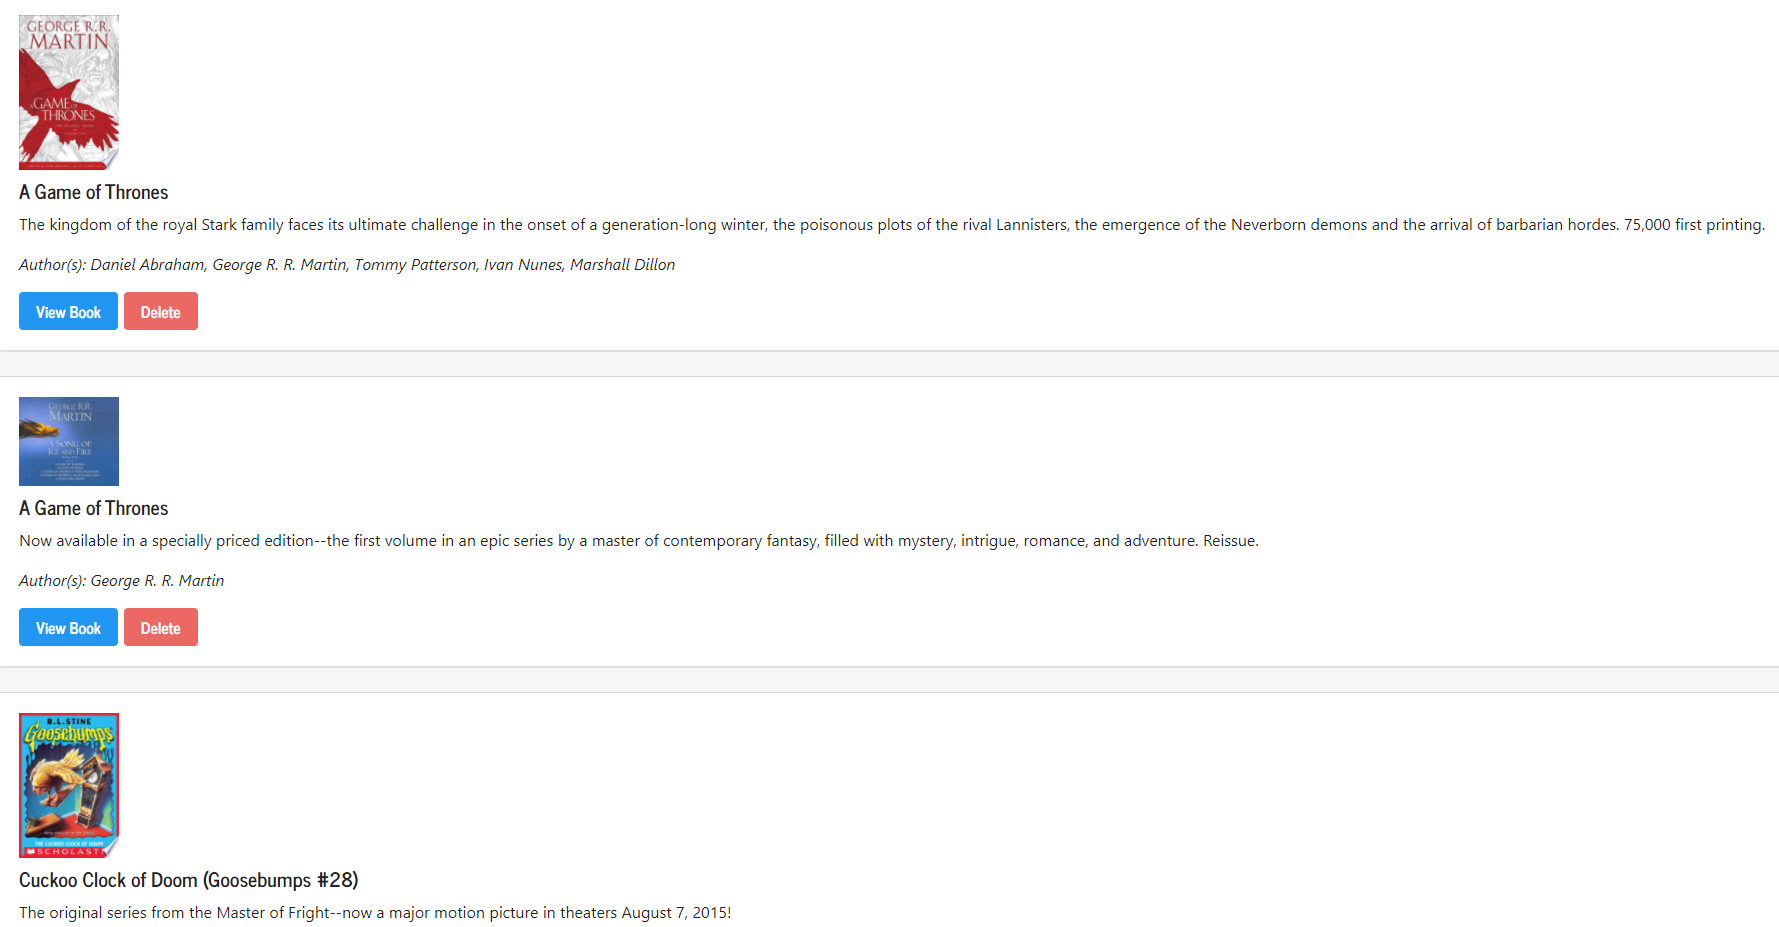 GEORGE R.R.
MARTIN
A GAME OF
THRONES
A Game of Thrones
The kingdom of the royal Stark family faces its ultimate challenge in the onset of a generation-long winter, the poisonous plots of the rival Lannisters, the emergence of the Neverborn demons and the arrival of barbarian hordes. 75,000 first printing.
Author(s): Daniel Abraham, George R. R. Martin, Tommy Patterson, Ivan Nunes, Marshall Dillon
View Book Delete
GEORGE R.R.
MARTIN
A SONG OF
ICE AND FIRE
A Game of Thrones
Now available in a specially priced edition--the first volume in an epic series by a master of contemporary fantasy, filled with mystery, intrigue, romance, and adventure. Reissue.
Author(s): George R. R. Martin
View Book Delete
R.L.STINE
Goosebumps
THE CUCKOO CLOCK OF DOOM
SCHOLAST
Cuckoo Clock of Doom (Goosebumps #28)
The original series from the Master of Fright--now a major motion picture in theaters August 7, 2015!